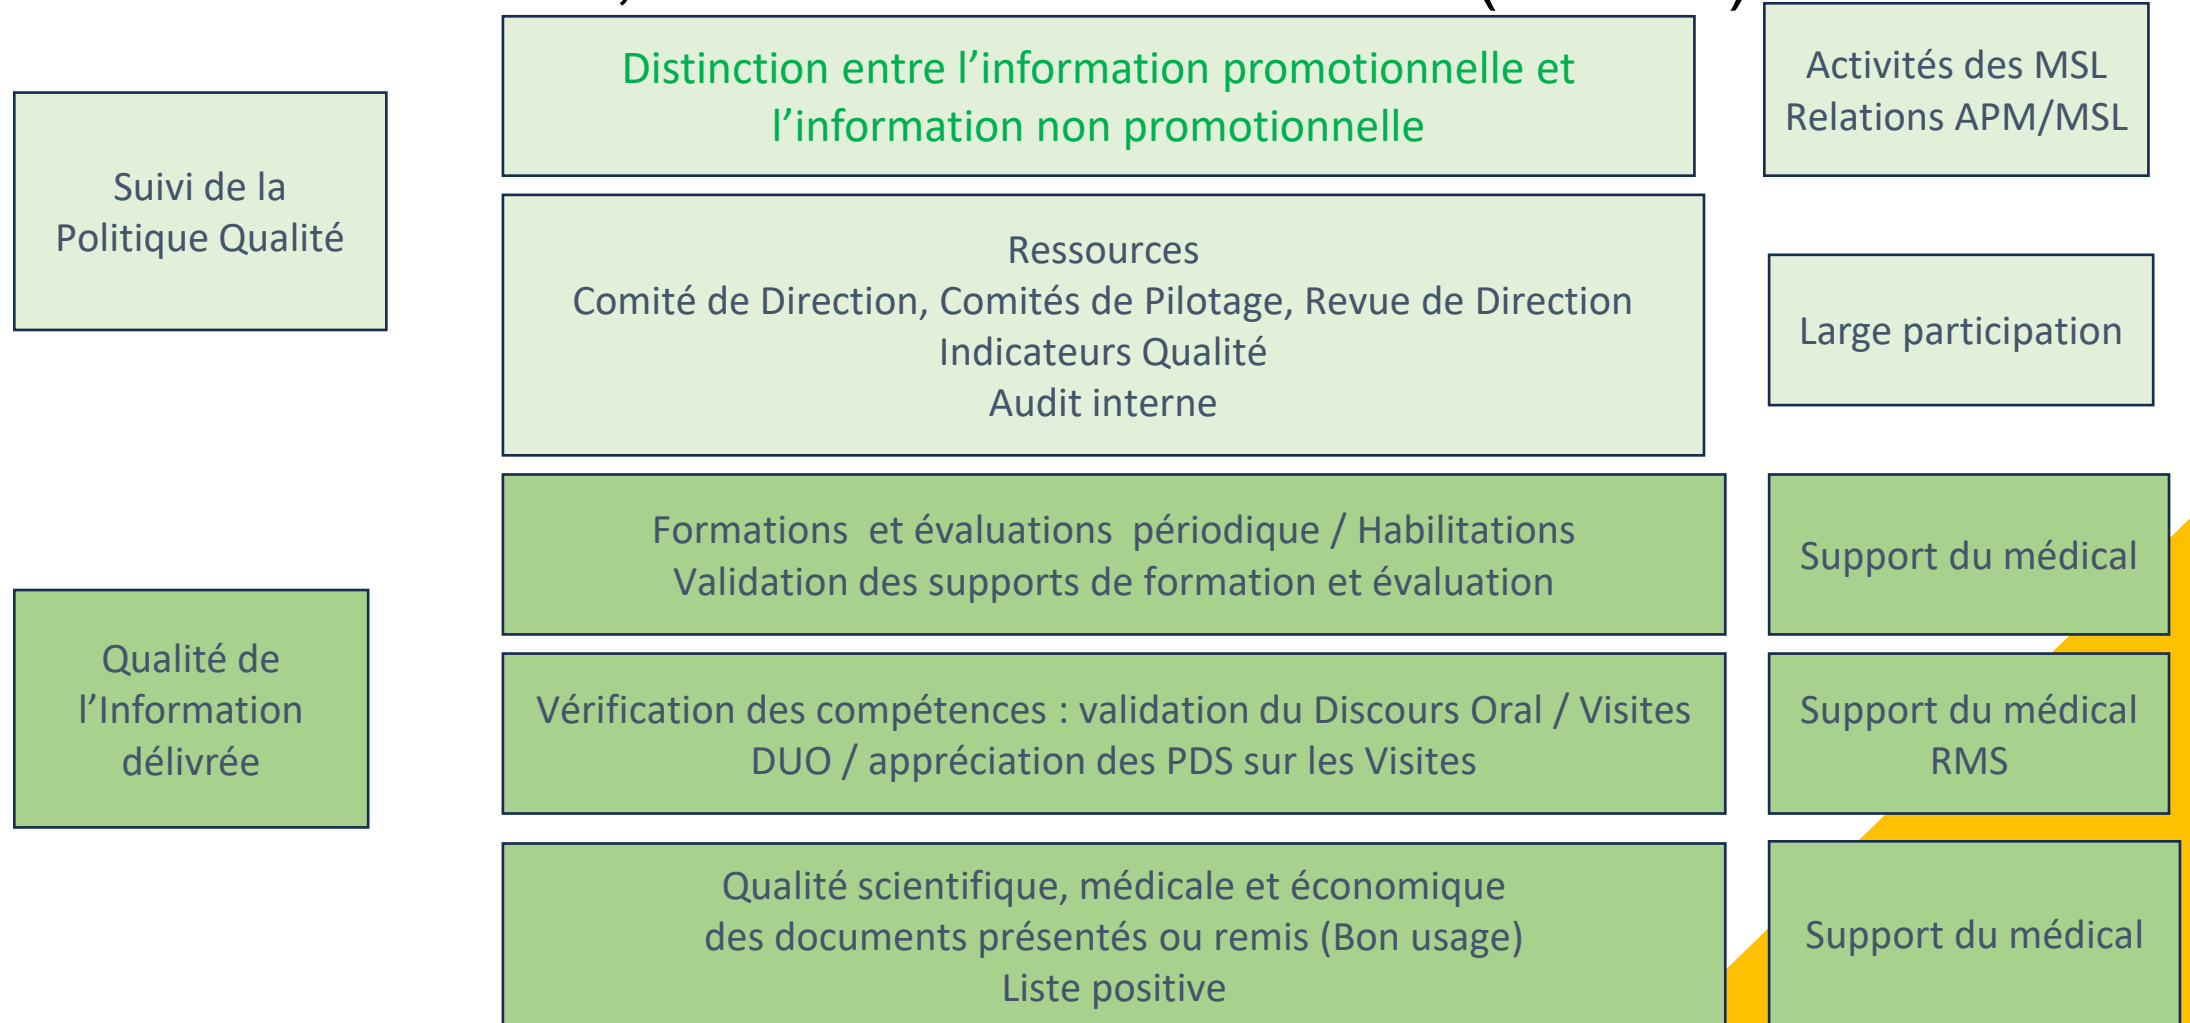 Distinction entre l’information promotionnelle et
l’information non promotionnelle
Activités des MSL
Relations APM/MSL
Suivi de la
Politique Qualité
Ressources
Comité de Direction, Comités de Pilotage, Revue de Direction
Indicateurs Qualité
Audit interne
Large participation
Formations  et évaluations  périodique / Habilitations
Validation des supports de formation et évaluation
Support du médical
Qualité de
l’Information
délivrée
Vérification des compétences : validation du Discours Oral / Visites
DUO / appréciation des PDS sur les Visites
Support du médical
RMS
Qualité scientifique, médicale et économique
des documents présentés ou remis (Bon usage)
Liste positive
Support du médical